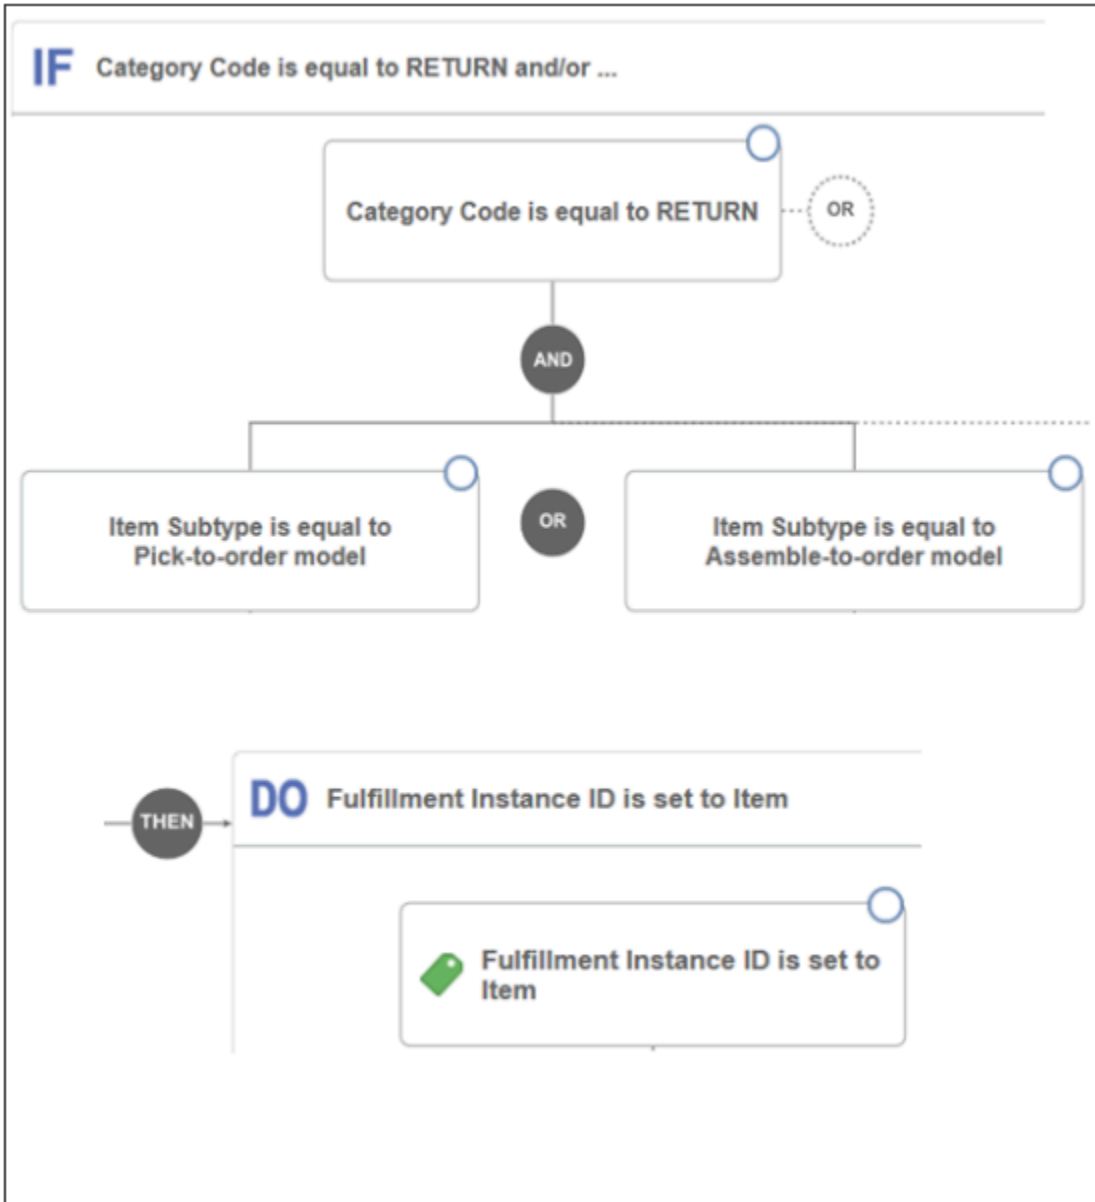 IF Category Code is equal to RETURN and/or ...
Category Code is equal to RETURN
OR
AND
Item Subtype is equal to
Pick-to-order model
OR
Item Subtype is equal to
Assemble-to-order model
THEN
DO Fulfillment Instance ID is set to Item
Fulfillment Instance ID is set to
Item